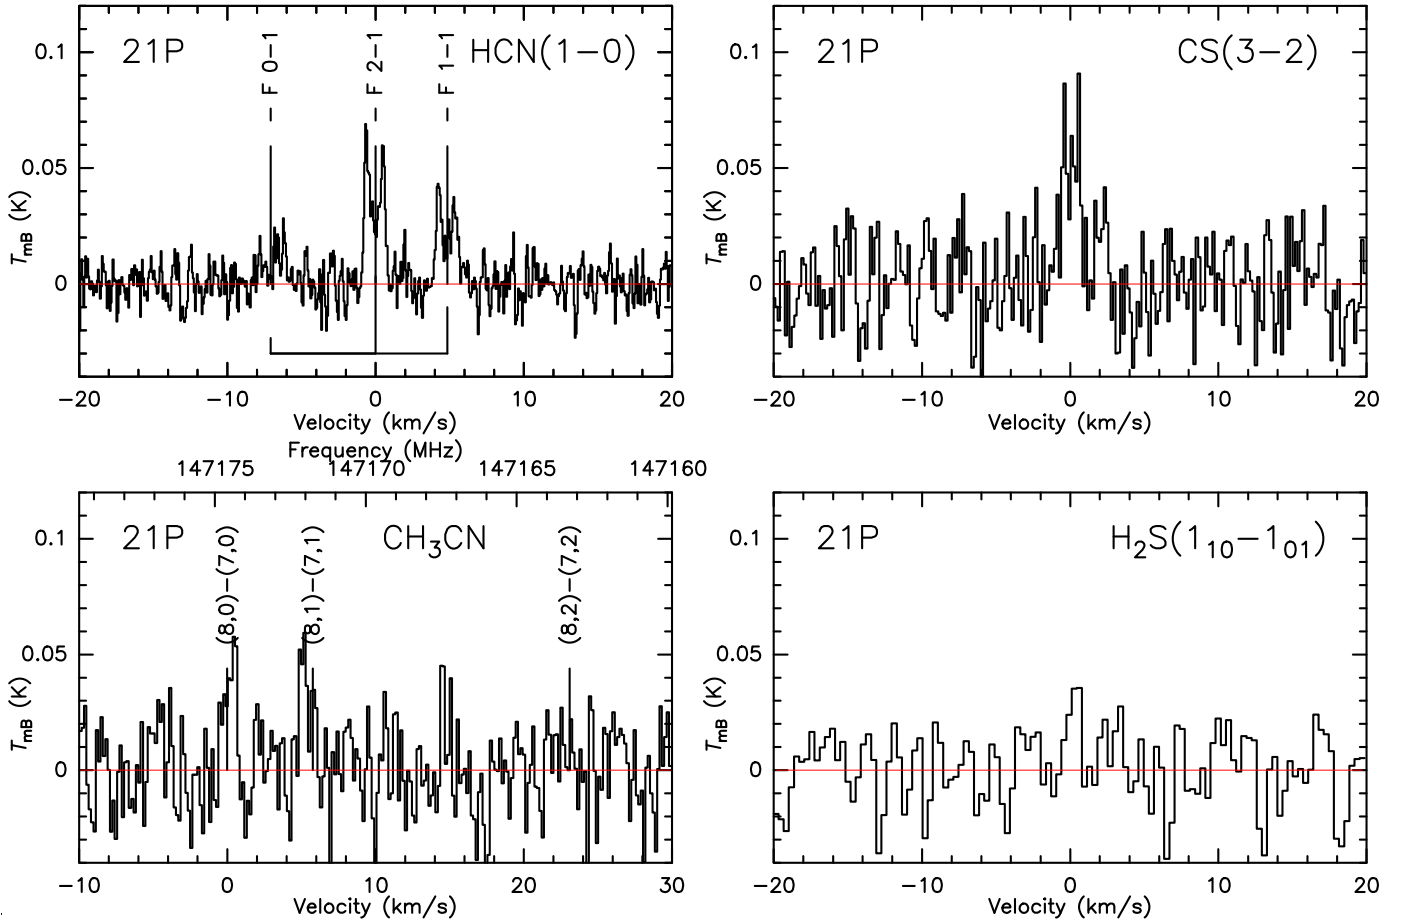 21P
HCN(1−0)
F 0−1
F 2−1
F 1−1
0.1
0.05
0
T_mB (K)
−20 −10 0 10 20
Velocity (km/s)
21P
CS(3−2)
0.1
0.05
0
T_mB (K)
−20 −10 0 10 20
Velocity (km/s)
Frequency (MHz)
147175 147170 147165 147160
21P
CH₃CN
(8,0)−(7,0)
(8,1)−(7,1)
(8,2)−(7,2)
0.1
0.05
0
T_mB (K)
−10 0 10 20 30
Velocity (km/s)
21P
H₂S(1₁₀−1₀₁)
0.1
0.05
0
T_mB (K)
−20 −10 0 10 20
Velocity (km/s)